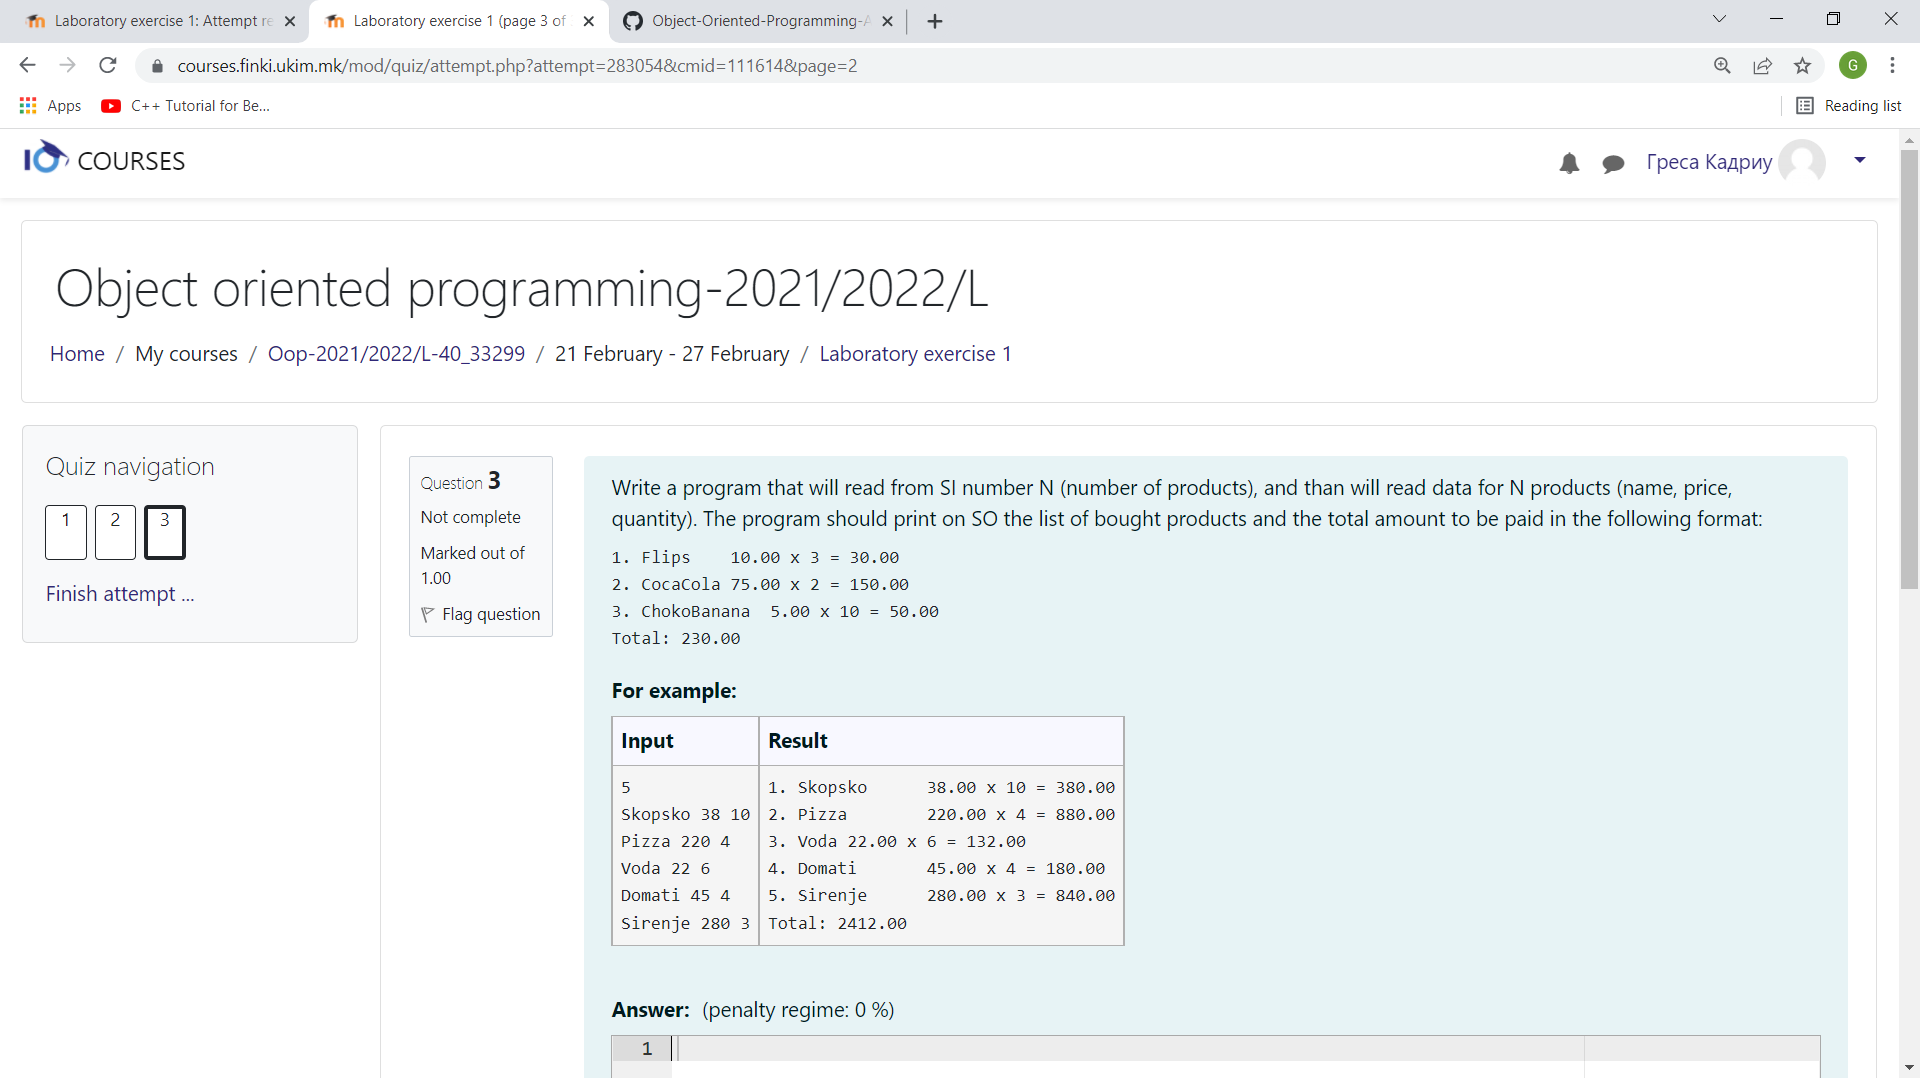 Laboratory exercise 1: Attempt re
Laboratory exercise 1 (page 3 of
Object-Oriented-Programming-A
courses.finki.ukim.mk/mod/quiz/attempt.php?attempt=283054&cmid=111614&page=2
G
Apps
C++ Tutorial for Be...
Reading list
COURSES
Греса Кадриу
Object oriented programming-2021/2022/L
Home / My courses / Oop-2021/2022/L-40_33299 / 21 February - 27 February / Laboratory exercise 1
Quiz navigation
1 2 3
Finish attempt ...
Question 3
Not complete
Marked out of
1.00
Flag question
Write a program that will read from SI number N (number of products), and than will read data for N products (name, price,
quantity). The program should print on SO the list of bought products and the total amount to be paid in the following format:
1. Flips    10.00 x 3 = 30.00
2. CocaCola 75.00 x 2 = 150.00
3. ChokoBanana  5.00 x 10 = 50.00
Total: 230.00
For example:
Input Result
5 1. Skopsko      38.00 x 10 = 380.00
Skopsko 38 10 2. Pizza        220.00 x 4 = 880.00
Pizza 220 4 3. Voda 22.00 x 6 = 132.00
Voda 22 6 4. Domati       45.00 x 4 = 180.00
Domati 45 4 5. Sirenje      280.00 x 3 = 840.00
Sirenje 280 3 Total: 2412.00
Answer: (penalty regime: 0 %)
1